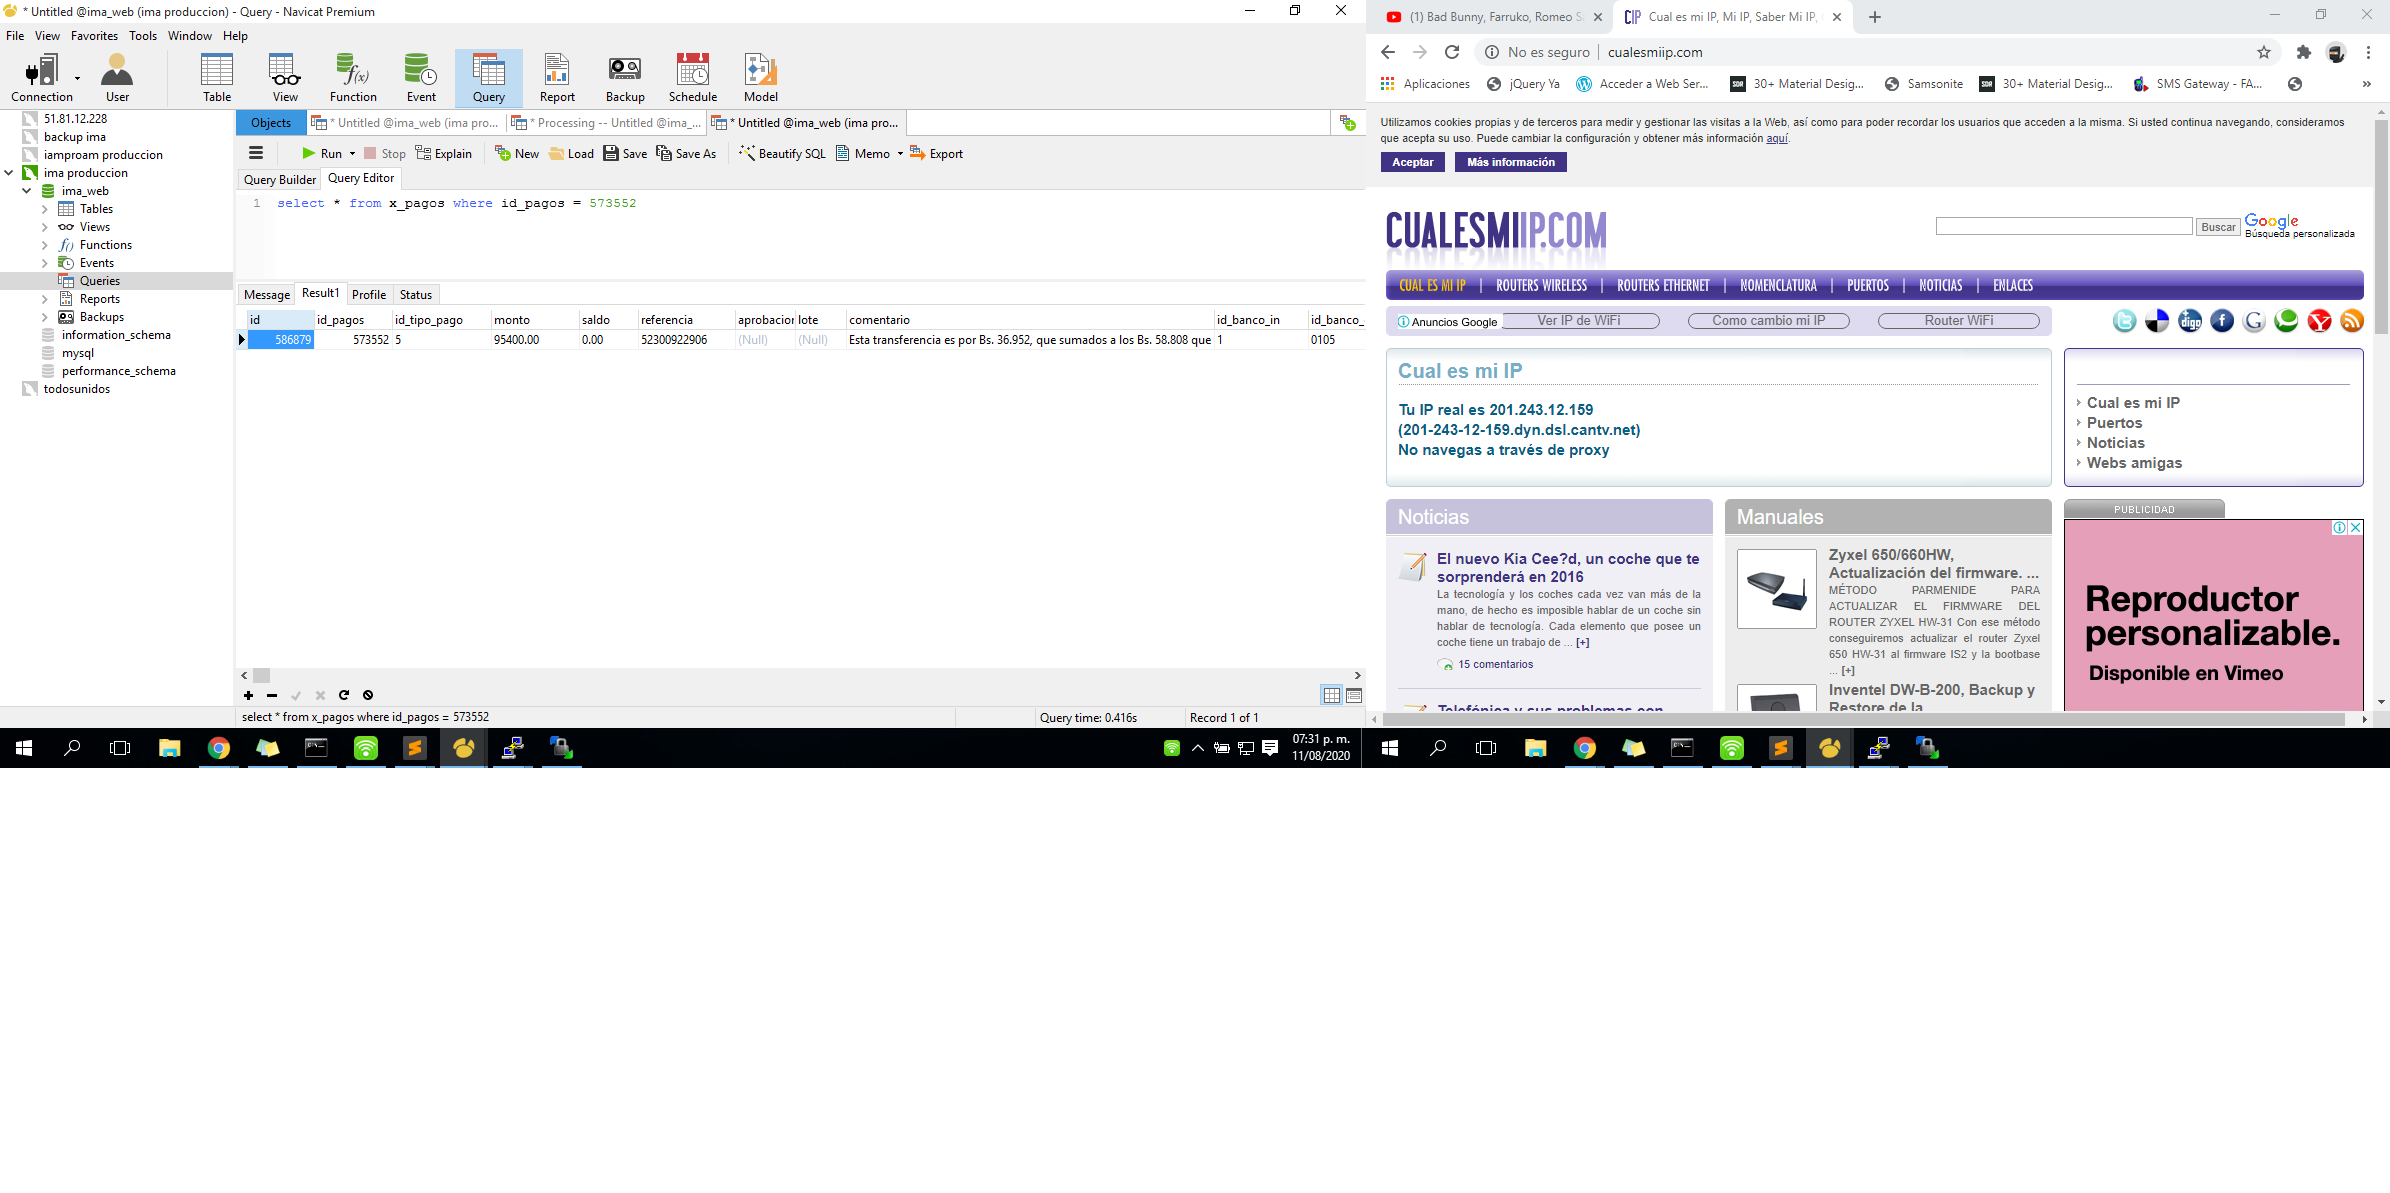 * Untitled @ima_web (ima produccion) - Query - Navicat Premium
File View Favorites Tools Window Help
Connection User Table View Function Event Query Report Backup Schedule Model
51.81.12.228
backup ima
iamproam produccion
ima produccion
ima_web
Tables
Views
Functions
Events
Queries
Reports
Backups
information_schema
mysql
performance_schema
todosunidos
Objects * Untitled @ima_web (ima pro... * Processing -- Untitled @ima_... * Untitled @ima_web (ima pro...
Run Stop Explain New Load Save Save As Beautify SQL Memo Export
Query Builder Query Editor
1 select * from x_pagos where id_pagos = 573552
Message Result1 Profile Status
id id_pagos id_tipo_pago monto saldo referencia aprobacion lote comentario id_banco_in id_banco_
586879 573552 5 95400.00 0.00 52300922906 (Null) (Null) Esta transferencia es por Bs. 36.952, que sumados a los Bs. 58.808 que 1 0105
select * from x_pagos where id_pagos = 573552 Query time: 0.416s Record 1 of 1
07:31 p. m.
11/08/2020
(1) Bad Bunny, Farruko, Romeo S Cual es mi IP, Mi IP, Saber Mi IP,
No es seguro cualesmiip.com
Aplicaciones jQuery Ya Acceder a Web Ser... 30+ Material Desig... Samsonite 30+ Material Desig... SMS Gateway - FA... »
Utilizamos cookies propias y de terceros para medir y gestionar las visitas a la Web, así como para poder recordar los usuarios que acceden a la misma. Si usted continua navegando, consideramos
que acepta su uso. Puede cambiar la configuración y obtener más información aquí.
Aceptar Más información
CUALESMIIP.COM
Buscar Google
Búsqueda personalizada
CUAL ES MI IP | ROUTERS WIRELESS | ROUTERS ETHERNET | NOMENCLATURA | PUERTOS | NOTICIAS | ENLACES
Anuncios Google Ver IP de WiFi Como cambio mi IP Router WiFi
Cual es mi IP
Tu IP real es 201.243.12.159
(201-243-12-159.dyn.dsl.cantv.net)
No navegas a través de proxy
Cual es mi IP
Puertos
Noticias
Webs amigas
Noticias
El nuevo Kia Cee?d, un coche que te
sorprenderá en 2016
La tecnología y los coches cada vez van más de la
mano, de hecho es imposible hablar de un coche sin
hablar de tecnología. Cada elemento que posee un
coche tiene un trabajo de ... [+]
15 comentarios
Telefónica y sus problemas con
Manuales
Zyxel 650/660HW,
Actualización del firmware. ...
MÉTODO PARMENIDE PARA
ACTUALIZAR EL FIRMWARE DEL
ROUTER ZYXEL HW-31 Con ese método
conseguiremos actualizar el router Zyxel
650 HW-31 al firmware IS2 y la bootbase
... [+]
Inventel DW-B-200, Backup y
Restore de la
PUBLICIDAD
Reproductor
personalizable.
Disponible en Vimeo